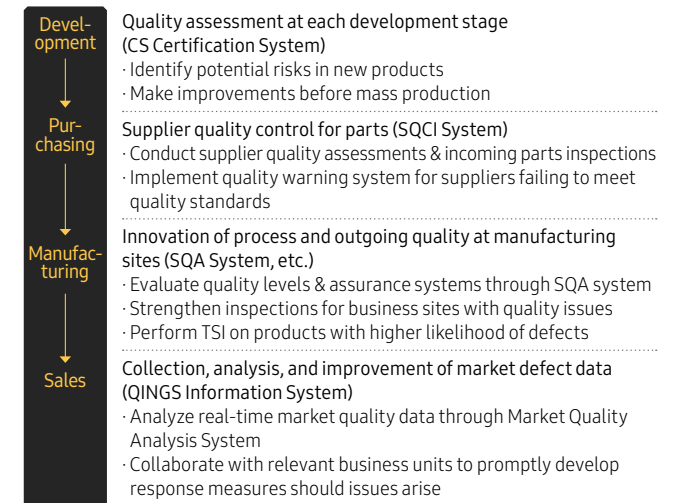 Devel-
opment
Quality assessment at each development stage
(CS Certification System)
· Identify potential risks in new products
· Make improvements before mass production
Pur-
chasing
Supplier quality control for parts (SQCI System)
· Conduct supplier quality assessments & incoming parts inspections
· Implement quality warning system for suppliers failing to meet
quality standards
Manufac-
turing
Innovation of process and outgoing quality at manufacturing
sites (SQA System, etc.)
· Evaluate quality levels & assurance systems through SQA system
· Strengthen inspections for business sites with quality issues
· Perform TSI on products with higher likelihood of defects
Sales
Collection, analysis, and improvement of market defect data
(QINGS Information System)
· Analyze real-time market quality data through Market Quality
Analysis System
· Collaborate with relevant business units to promptly develop
response measures should issues arise